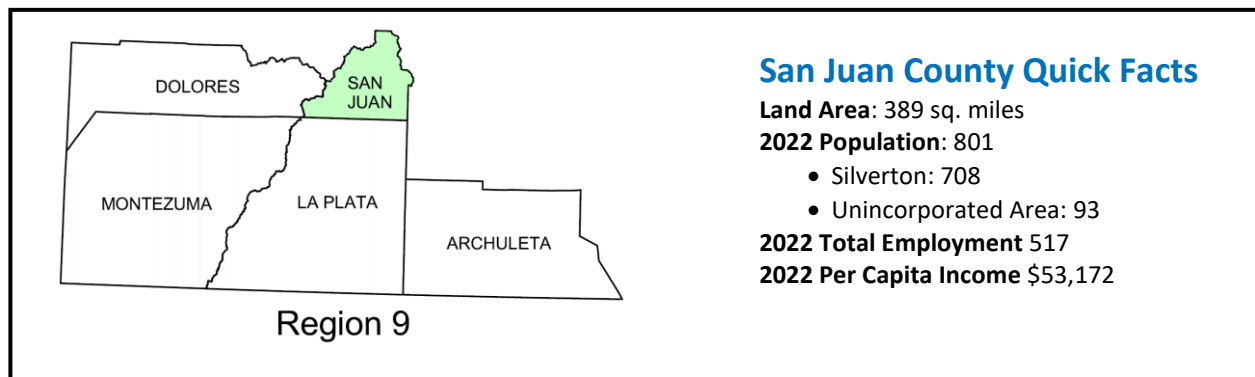 DOLORES
SAN
JUAN
MONTEZUMA
LA PLATA
ARCHULETA
Region 9
San Juan County Quick Facts
Land Area: 389 sq. miles
2022 Population: 801
• Silverton: 708
• Unincorporated Area: 93
2022 Total Employment 517
2022 Per Capita Income $53,172